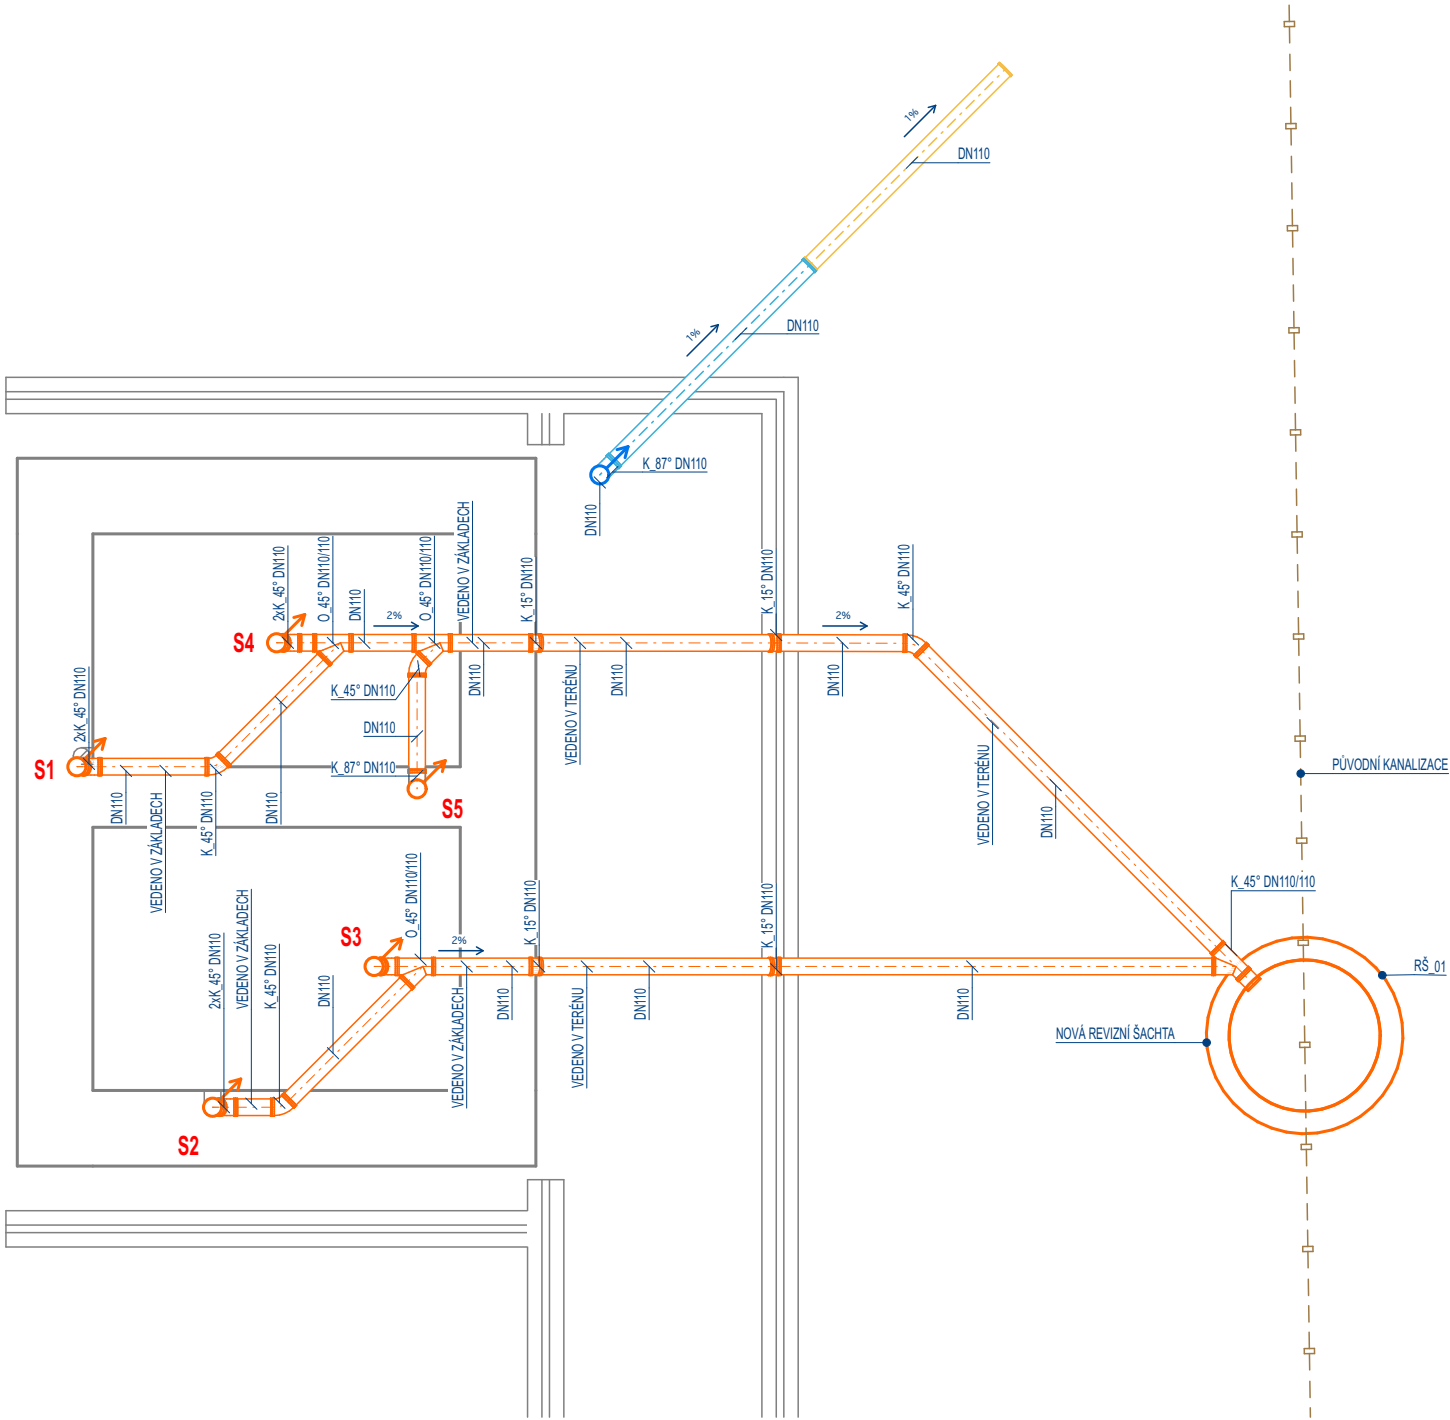 1%
DN110
1%
DN110
K_87° DN110
DN110
2xK_45° DN110
O_45° DN110/110
DN110
2%
O_45° DN110/110
VEDENO V ZÁKLADECH
K_15° DN110
K_15° DN110
2%
K_45° DN110
S4
DN110
VEDENO V TERÉNU
DN110
DN110
K_45° DN110
DN110
K_87° DN110
2xK_45° DN110
S1
S5
DN110
VEDENO V ZÁKLADECH
K_45° DN110
DN110
VEDENO V TERÉNU
DN110
PŮVODNÍ KANALIZACE
K_45° DN110/110
O_45° DN110/110
S3
2%
K_15° DN110
K_15° DN110
2xK_45° DN110
VEDENO V ZÁKLADECH
K_45° DN110
DN110
VEDENO V ZÁKLADECH
DN110
VEDENO V TERÉNU
DN110
DN110
RŠ_01
NOVÁ REVIZNÍ ŠACHTA
S2